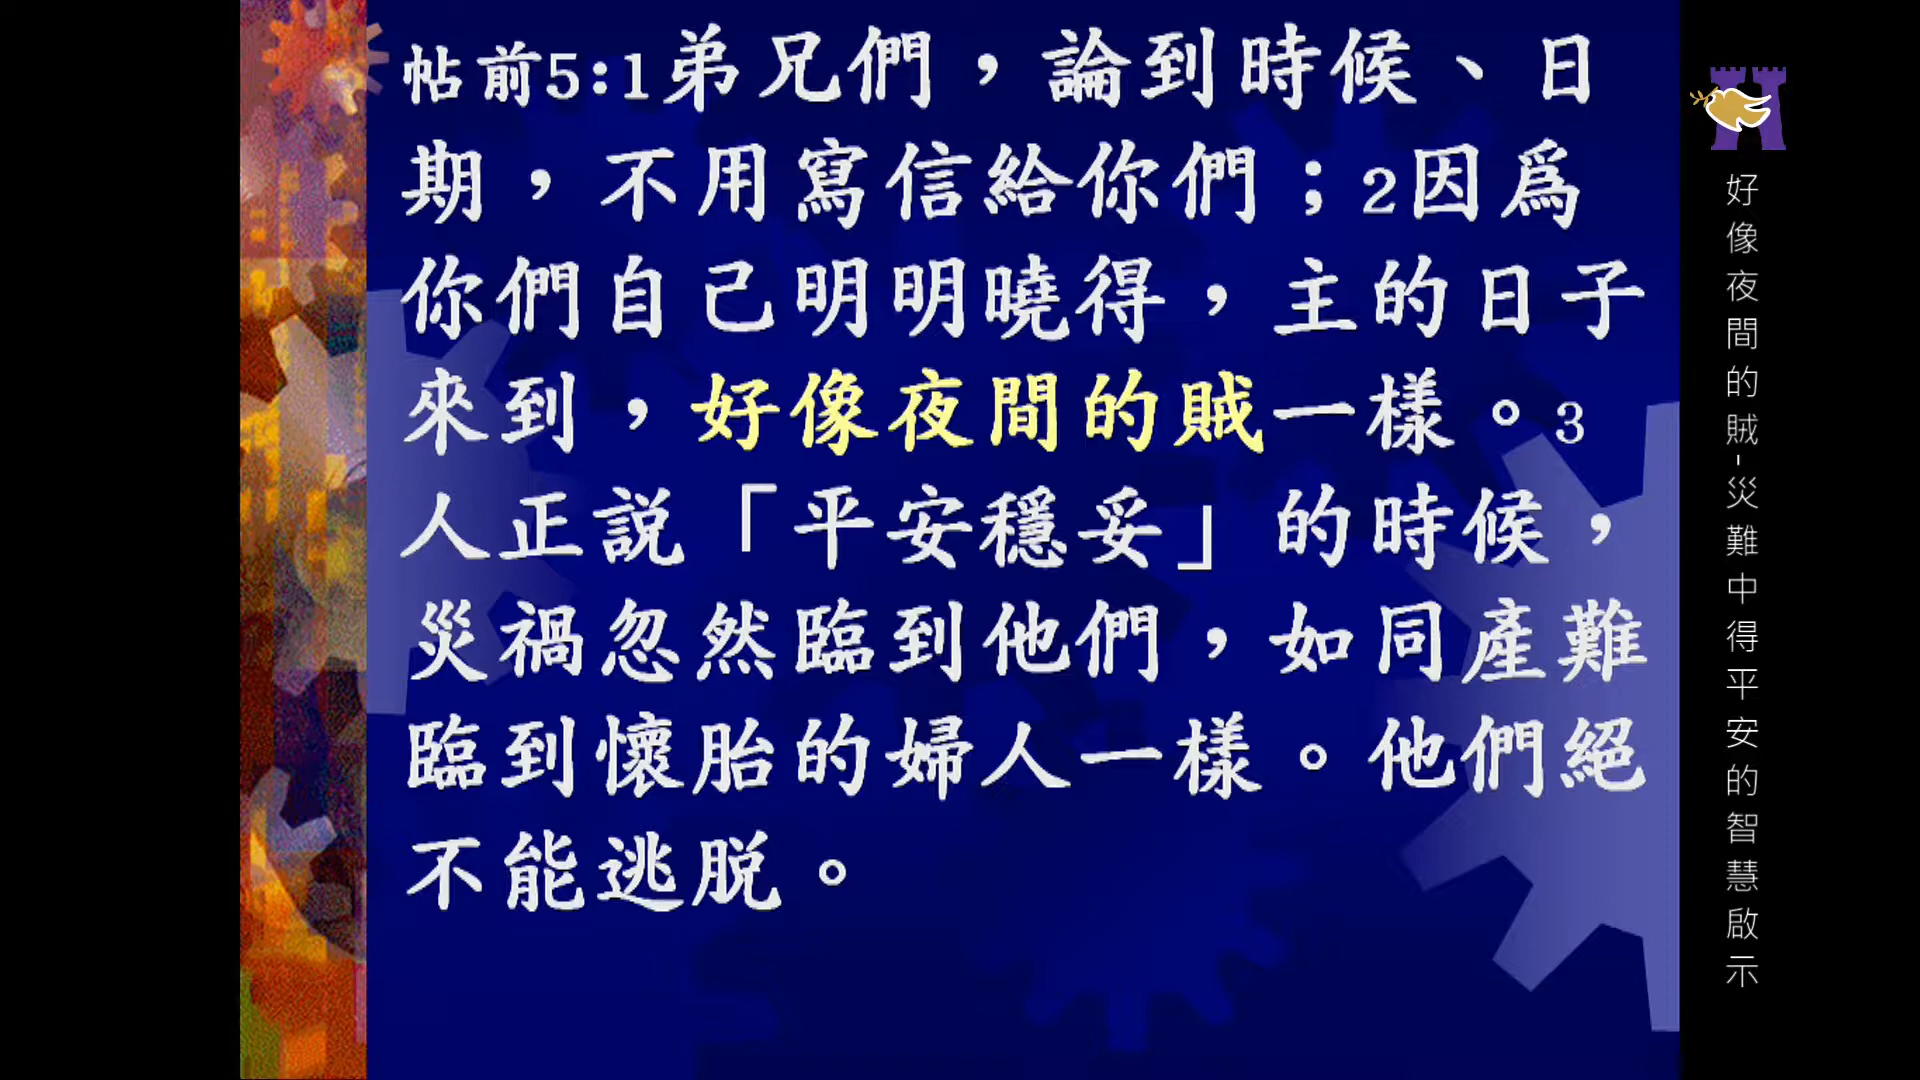 帖前5:1弟兄們，論到時候、日
期，不用寫信給你們；2因為
你們自己明明曉得，主的日子
來到，好像夜間的賊一樣。3
人正說「平安穩妥」的時候，
災禍忽然臨到他們，如同產難
臨到懷胎的婦人一樣。他們絕
不能逃脫。
好像夜間的賊-災難中得平安的智慧啟示